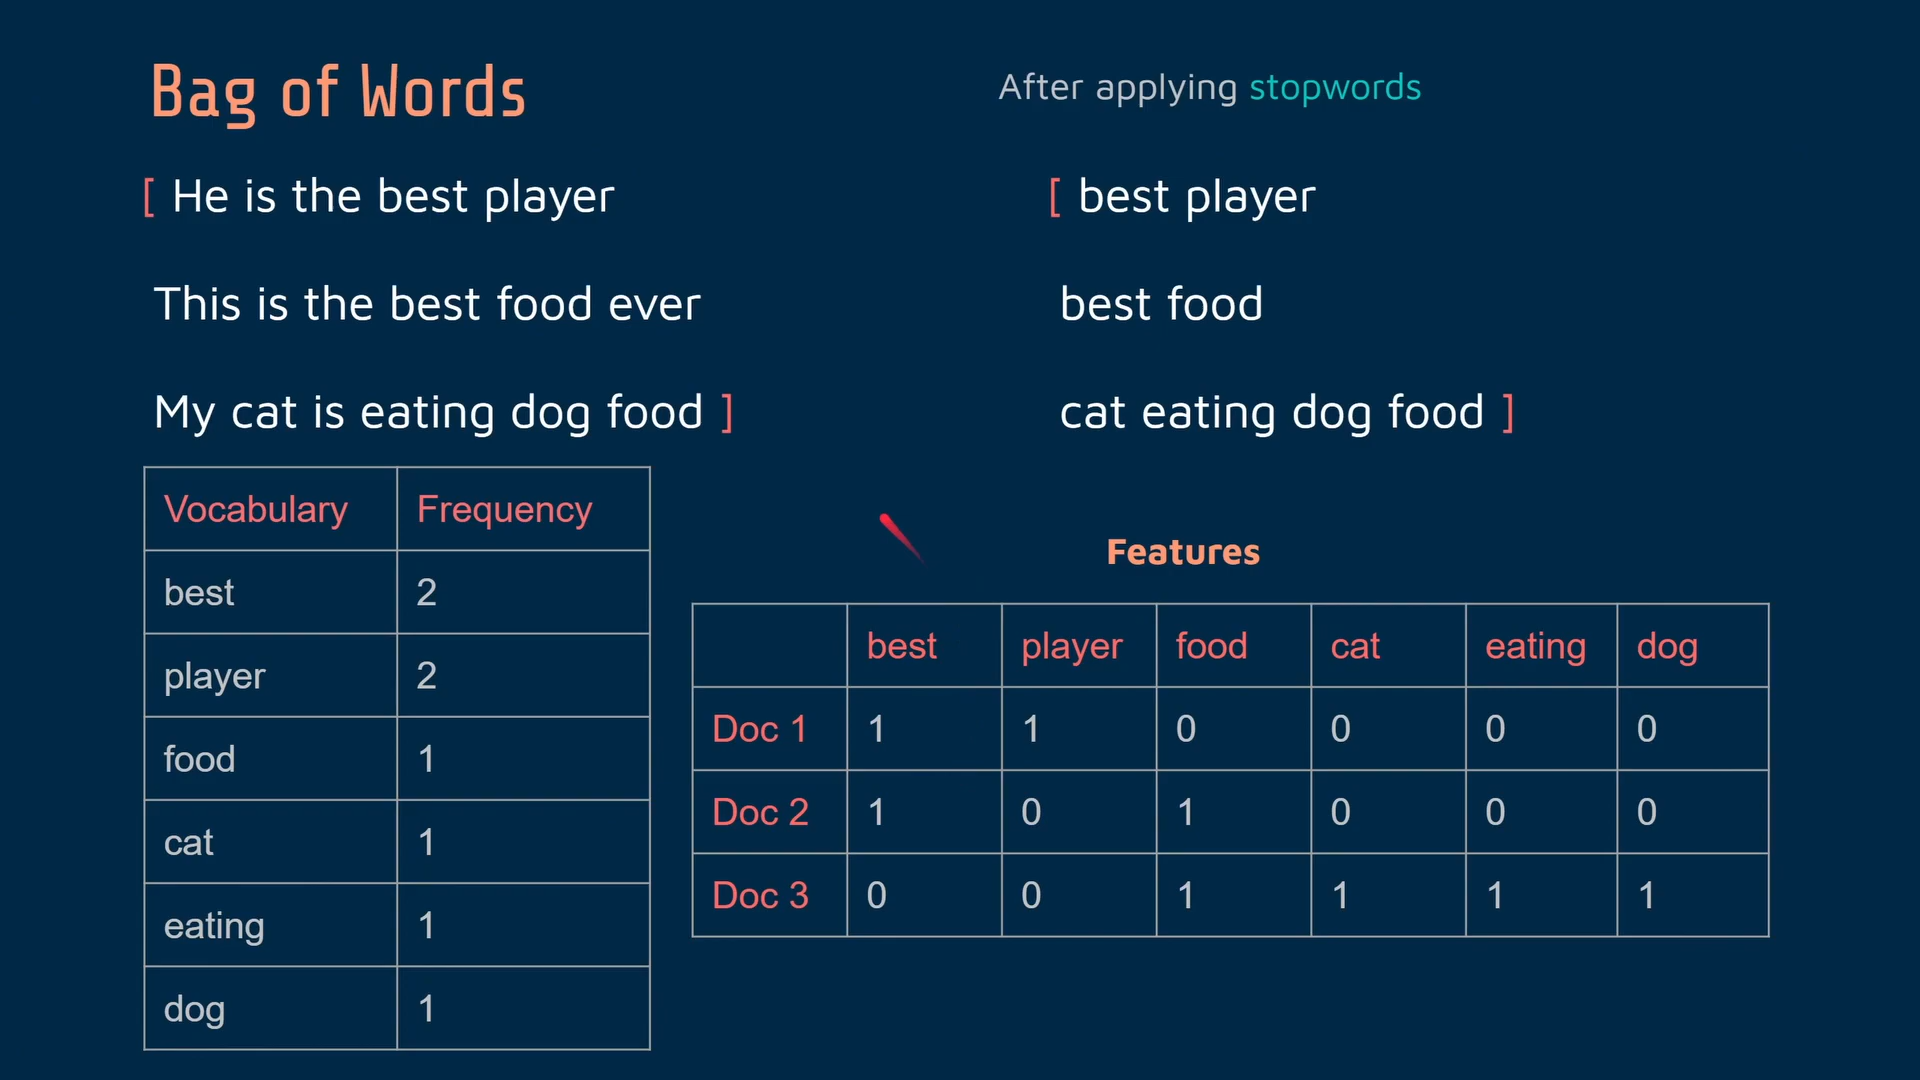 Bag of Words
After applying stopwords
[ He is the best player
This is the best food ever
My cat is eating dog food ]
[ best player
best food
cat eating dog food ]
Vocabulary Frequency
best 2
player 2
food 1
cat 1
eating 1
dog 1
Features
best player food cat eating dog
Doc 1 1 1 0 0 0 0
Doc 2 1 0 1 0 0 0
Doc 3 0 0 1 1 1 1